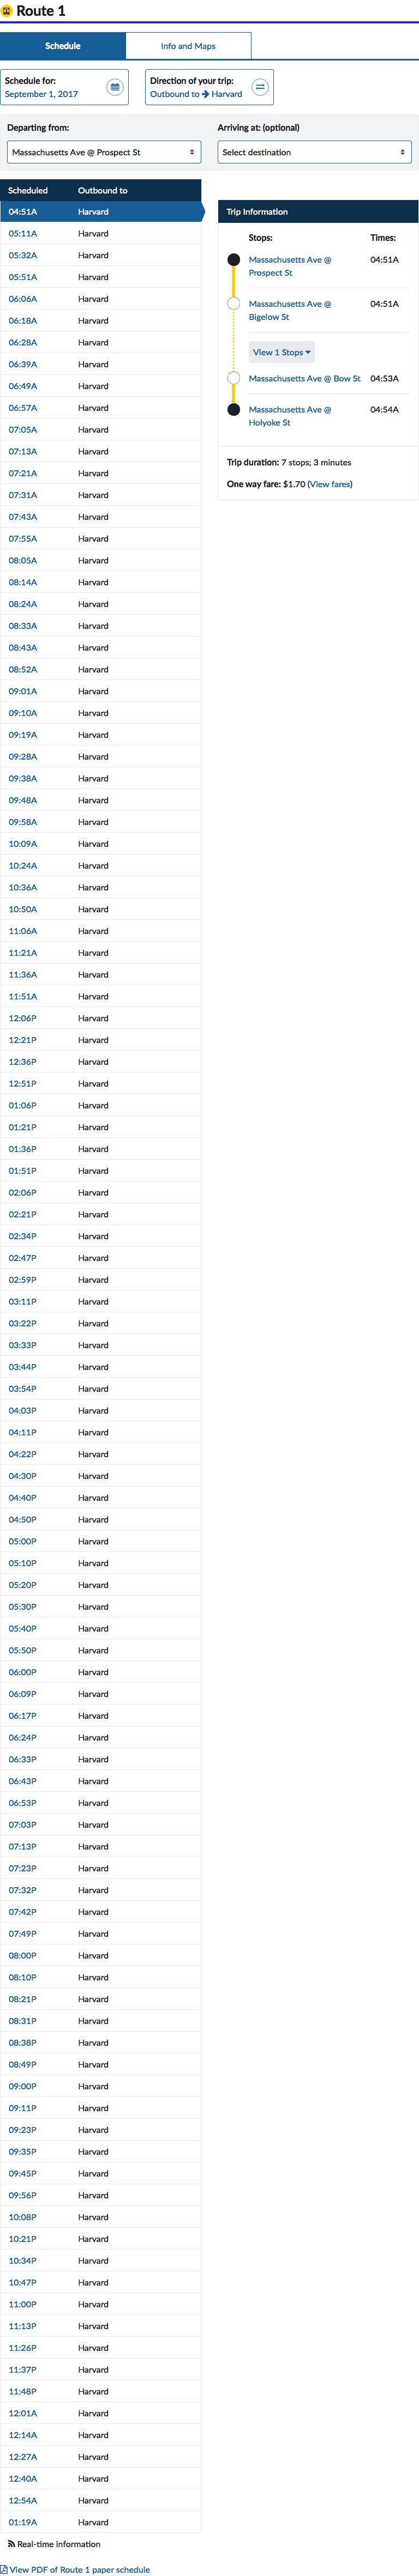 Route 1
Schedule
Info and Maps
Schedule for:
September 1, 2017
Direction of your trip:
Outbound to → Harvard
Departing from:
Massachusetts Ave @ Prospect St
Arriving at: (optional)
Select destination
Scheduled Outbound to
04:51A Harvard
05:11A Harvard
05:32A Harvard
05:51A Harvard
06:06A Harvard
06:18A Harvard
06:28A Harvard
06:39A Harvard
06:49A Harvard
06:57A Harvard
07:05A Harvard
07:13A Harvard
07:21A Harvard
07:31A Harvard
07:43A Harvard
07:55A Harvard
08:05A Harvard
08:14A Harvard
08:24A Harvard
08:33A Harvard
08:43A Harvard
08:52A Harvard
09:01A Harvard
09:10A Harvard
09:19A Harvard
09:28A Harvard
09:38A Harvard
09:48A Harvard
09:58A Harvard
10:09A Harvard
10:24A Harvard
10:36A Harvard
10:50A Harvard
11:06A Harvard
11:21A Harvard
11:36A Harvard
11:51A Harvard
12:06P Harvard
12:21P Harvard
12:36P Harvard
12:51P Harvard
01:06P Harvard
01:21P Harvard
01:36P Harvard
01:51P Harvard
02:06P Harvard
02:21P Harvard
02:34P Harvard
02:47P Harvard
02:59P Harvard
03:11P Harvard
03:22P Harvard
03:33P Harvard
03:44P Harvard
03:54P Harvard
04:03P Harvard
04:11P Harvard
04:22P Harvard
04:30P Harvard
04:40P Harvard
04:50P Harvard
05:00P Harvard
05:10P Harvard
05:20P Harvard
05:30P Harvard
05:40P Harvard
05:50P Harvard
06:00P Harvard
06:09P Harvard
06:17P Harvard
06:24P Harvard
06:33P Harvard
06:43P Harvard
06:53P Harvard
07:03P Harvard
07:13P Harvard
07:23P Harvard
07:32P Harvard
07:42P Harvard
07:49P Harvard
08:00P Harvard
08:10P Harvard
08:21P Harvard
08:31P Harvard
08:38P Harvard
08:49P Harvard
09:00P Harvard
09:11P Harvard
09:23P Harvard
09:35P Harvard
09:45P Harvard
09:56P Harvard
10:08P Harvard
10:21P Harvard
10:34P Harvard
10:47P Harvard
11:00P Harvard
11:13P Harvard
11:26P Harvard
11:37P Harvard
11:48P Harvard
12:01A Harvard
12:14A Harvard
12:27A Harvard
12:40A Harvard
12:54A Harvard
01:19A Harvard
Trip Information
Stops: Times:
Massachusetts Ave @ 04:51A
Prospect St
Massachusetts Ave @ 04:51A
Bigelow St
View 1 Stops
Massachusetts Ave @ Bow St 04:53A
Massachusetts Ave @ 04:54A
Holyoke St
Trip duration: 7 stops; 3 minutes
One way fare: $1.70 (View fares)
Real-time information
View PDF of Route 1 paper schedule